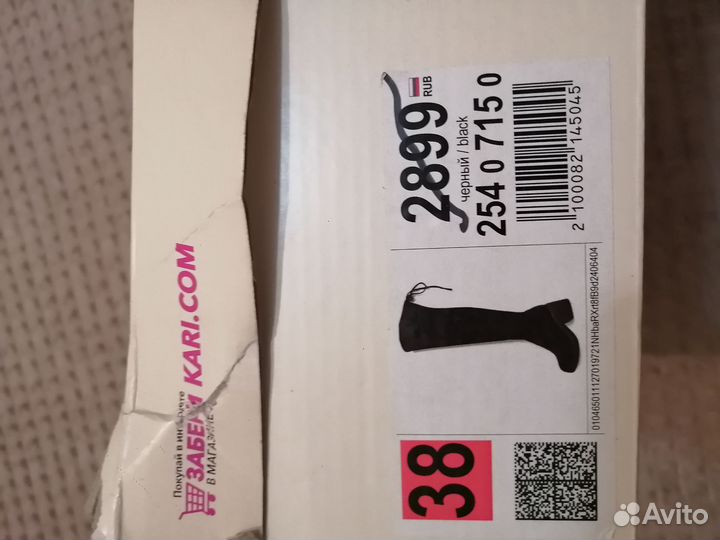 Покупай в интернете
ЗАБЕРИ KARI.COM
В МАГАЗИНЕ
2899
RUB
черный / black
254 0 715 0
2 100082 145045
38
Avito